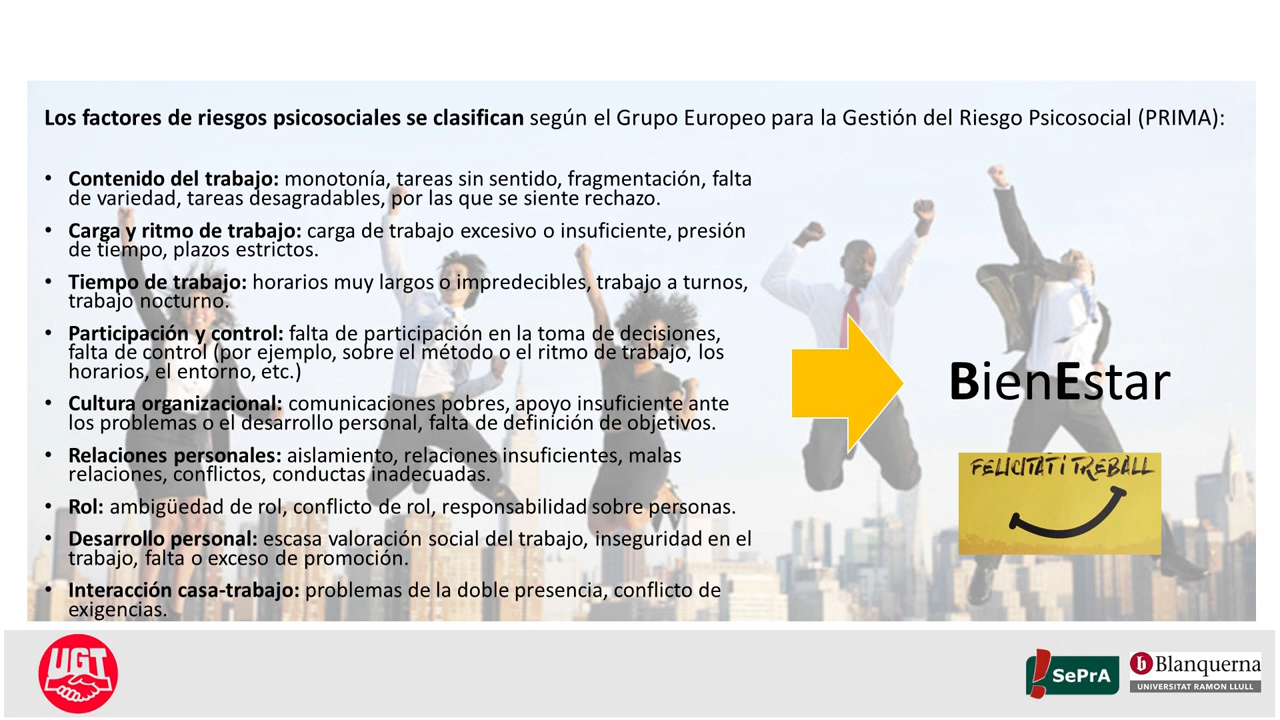 Los factores de riesgos psicosociales se clasifican según el Grupo Europeo para la Gestión del Riesgo Psicosocial (PRIMA):
• Contenido del trabajo: monotonía, tareas sin sentido, fragmentación, falta
de variedad, tareas desagradables, por las que se siente rechazo.
• Carga y ritmo de trabajo: carga de trabajo excesivo o insuficiente, presión
de tiempo, plazos estrictos.
• Tiempo de trabajo: horarios muy largos o impredecibles, trabajo a turnos,
trabajo nocturno.
• Participación y control: falta de participación en la toma de decisiones,
falta de control (por ejemplo, sobre el método o el ritmo de trabajo, los
horarios, el entorno, etc.)
• Cultura organizacional: comunicaciones pobres, apoyo insuficiente ante
los problemas o el desarrollo personal, falta de definición de objetivos.
• Relaciones personales: aislamiento, relaciones insuficientes, malas
relaciones, conflictos, conductas inadecuadas.
• Rol: ambigüedad de rol, conflicto de rol, responsabilidad sobre personas.
• Desarrollo personal: escasa valoración social del trabajo, inseguridad en el
trabajo, falta o exceso de promoción.
• Interacción casa-trabajo: problemas de la doble presencia, conflicto de
exigencias.
BienEstar
FELICITAT I TREBALL
UGT
SePrA
b Blanquerna
UNIVERSITAT RAMON LLULL